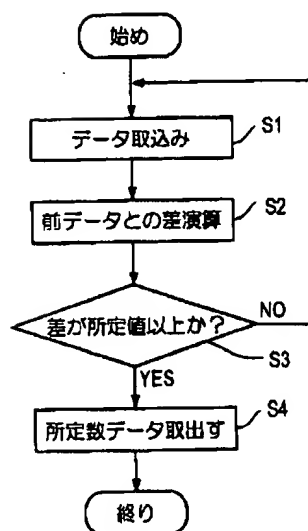 始め
データ取込み
S1
前データとの差演算
S2
差が所定値以上か?
NO
S3
YES
所定数データ取出す
S4
終り